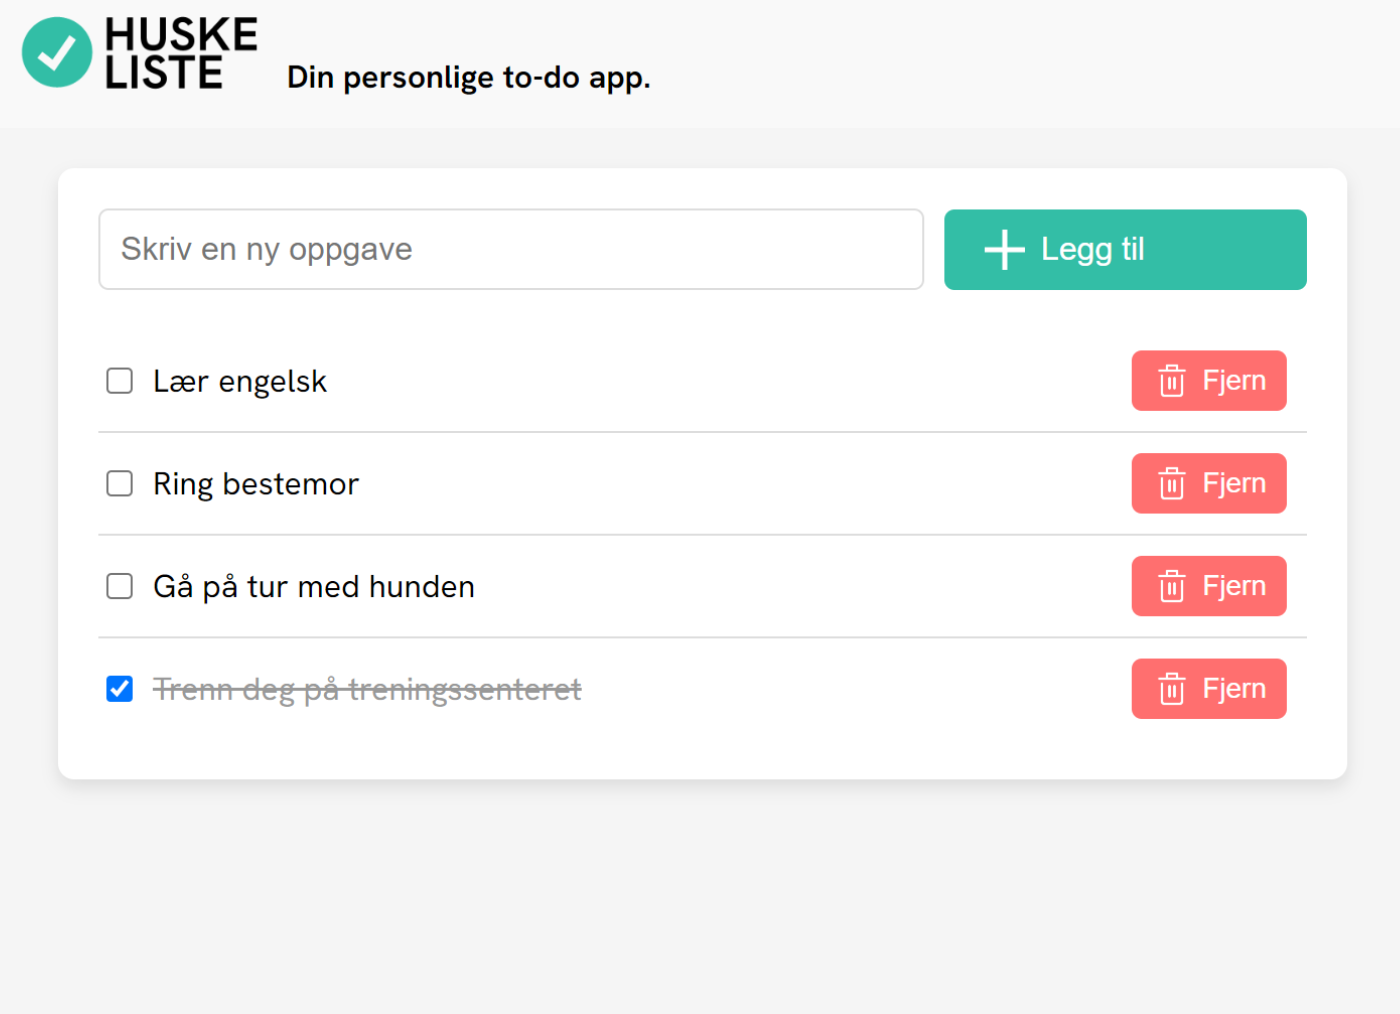 HUSKE
LISTE
Din personlige to-do app.
Skriv en ny oppgave
Legg til
Lær engelsk
Fjern
Ring bestemor
Fjern
Gå på tur med hunden
Fjern
Trenn deg på treningssenteret
Fjern